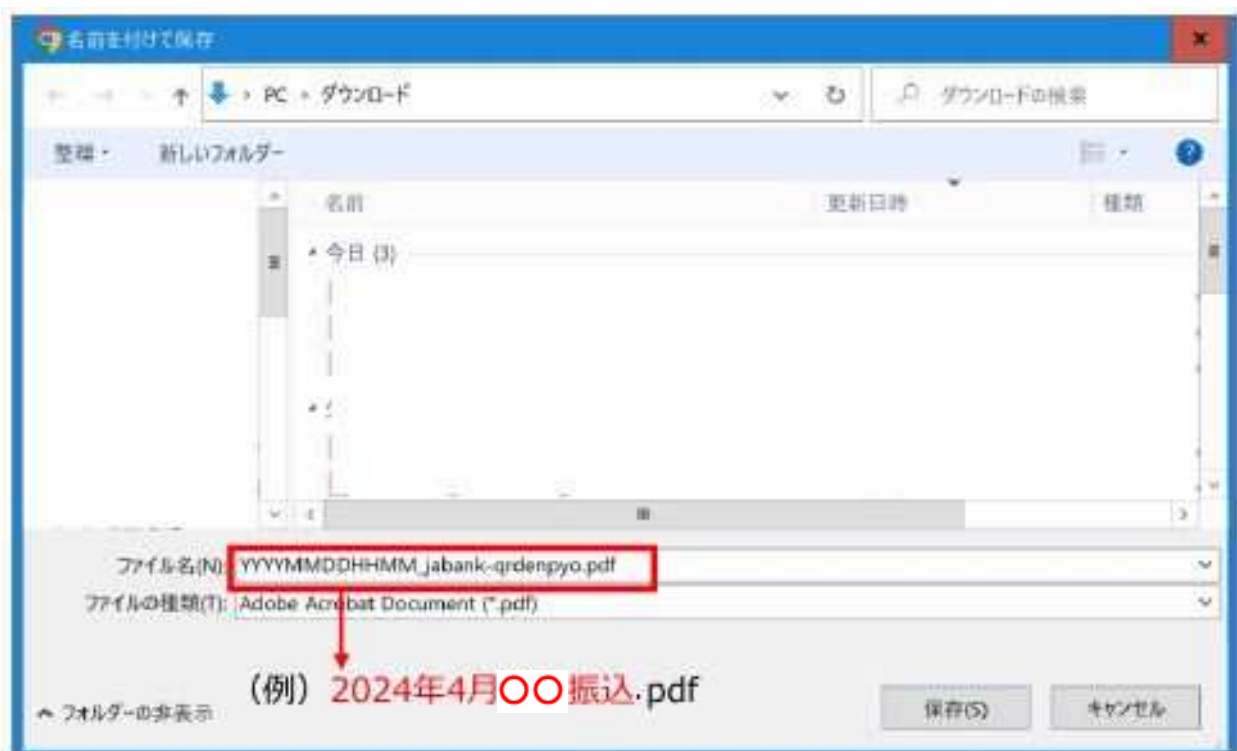 名前を付けて保存
PC › ダウンロード
ダウンロードの検索
整理
新しいフォルダー
名前 更新日時 種類
今日 (3)
ファイル名(N): YYYYMMDDHHMM_jabank-qrdenpyo.pdf
ファイルの種類(T): Adobe Acrobat Document (*.pdf)
（例）2024年4月〇〇振込.pdf
フォルダーの非表示
保存(S)
キャンセル